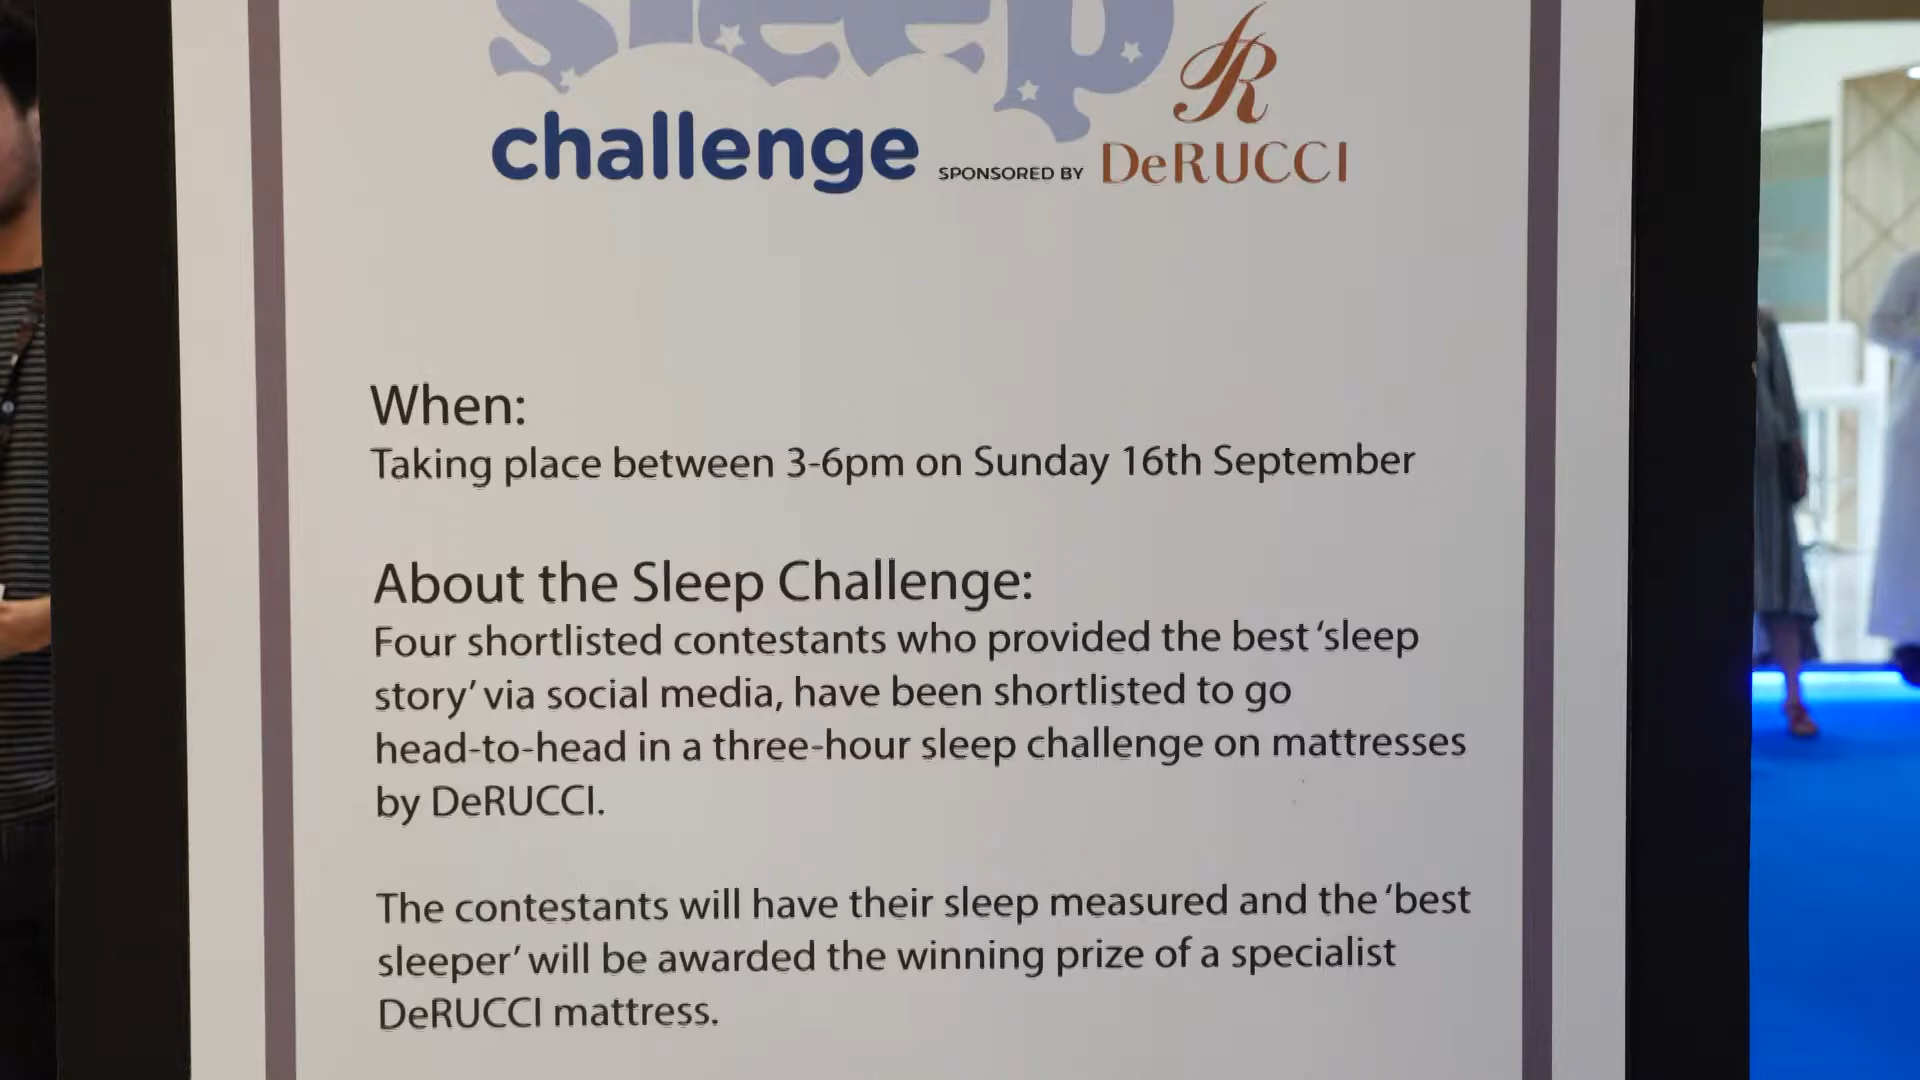 sleep
challenge SPONSORED BY DeRUCCI
When:
Taking place between 3-6pm on Sunday 16th September
About the Sleep Challenge:
Four shortlisted contestants who provided the best ‘sleep
story’ via social media, have been shortlisted to go
head-to-head in a three-hour sleep challenge on mattresses
by DeRUCCI.
The contestants will have their sleep measured and the ‘best
sleeper’ will be awarded the winning prize of a specialist
DeRUCCI mattress.